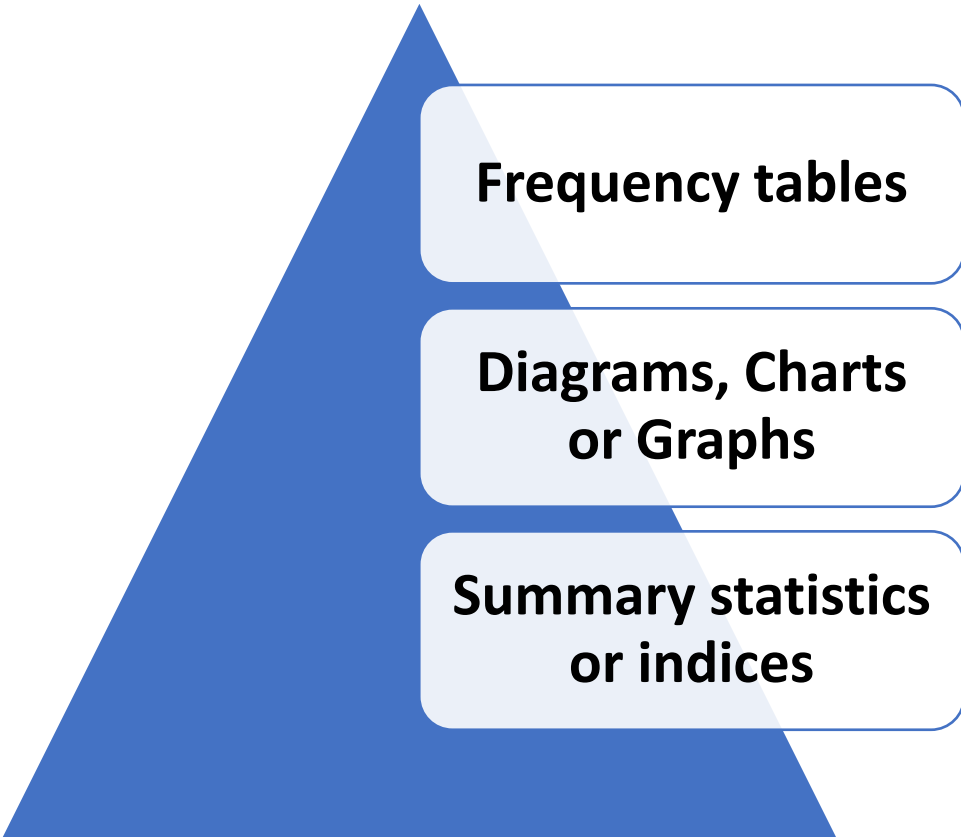 Frequency tables
Diagrams, Charts
or Graphs
Summary statistics
or indices